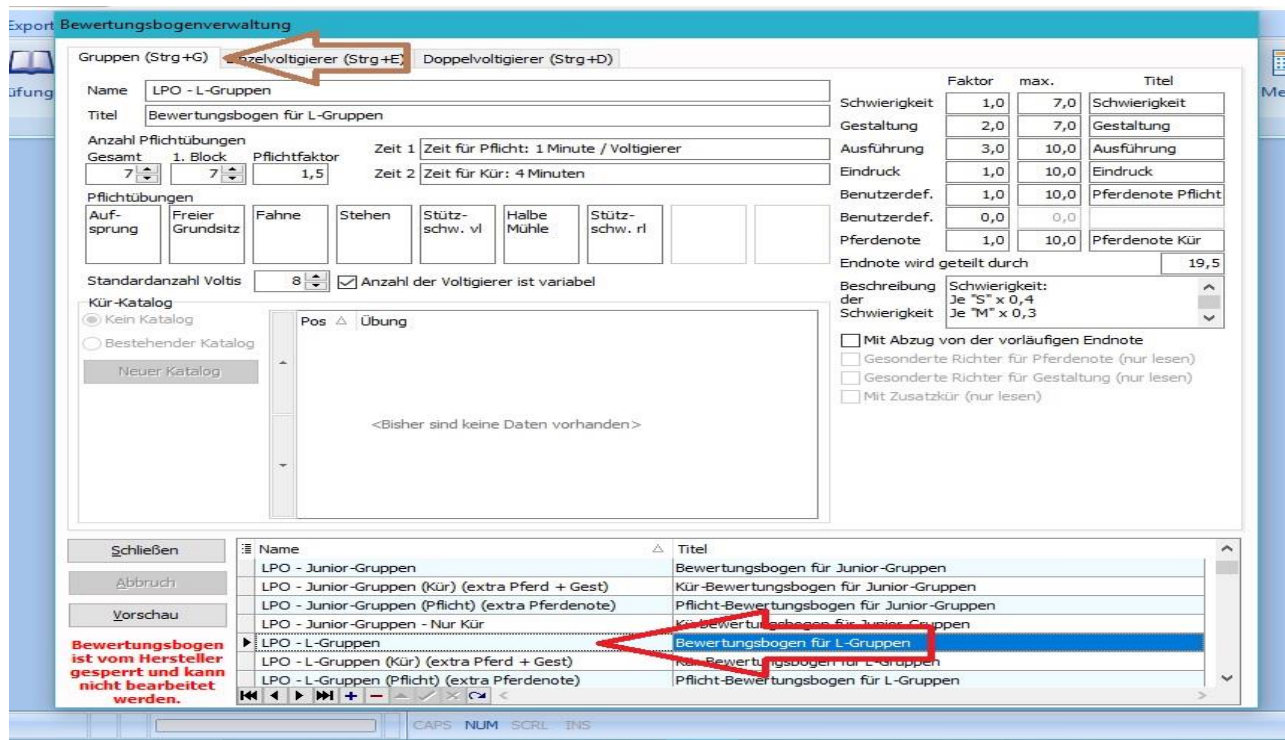 Export
Bewertungsbogenverwaltung
Gruppen (Strg+G)
nzelvoltigierer (Strg+E)
Doppelvoltigierer (Strg+D)
üfung
Me
Name LPO - L-Gruppen
Titel Bewertungsbogen für L-Gruppen
Anzahl Pflichtübungen
Gesamt 1. Block Pflichtfaktor
7 7 1,5
Zeit 1 Zeit für Pflicht: 1 Minute / Voltigierer
Zeit 2 Zeit für Kür: 4 Minuten
Pflichtübungen
Auf-
sprung
Freier
Grundsitz
Fahne
Stehen
Stütz-
schw. vl
Halbe
Mühle
Stütz-
schw. rl
Standardanzahl Voltis 8 Anzahl der Voltigierer ist variabel
Kür-Katalog
Kein Katalog
Bestehender Katalog
Neuer Katalog
Pos Übung
<Bisher sind keine Daten vorhanden>
Faktor max. Titel
Schwierigkeit 1,0 7,0 Schwierigkeit
Gestaltung 2,0 7,0 Gestaltung
Ausführung 3,0 10,0 Ausführung
Eindruck 1,0 10,0 Eindruck
Benutzerdef. 1,0 10,0 Pferdenote Pflicht
Benutzerdef. 0,0 0,0
Pferdenote 1,0 10,0 Pferdenote Kür
Endnote wird geteilt durch 19,5
Beschreibung
der
Schwierigkeit
Schwierigkeit:
Je "S" x 0,4
Je "M" x 0,3
Mit Abzug von der vorläufigen Endnote
Gesonderte Richter für Pferdenote (nur lesen)
Gesonderte Richter für Gestaltung (nur lesen)
Mit Zusatzkür (nur lesen)
Schließen
Abbruch
Vorschau
Bewertungsbogen
ist vom Hersteller
gesperrt und kann
nicht bearbeitet
werden.
Name Titel
LPO - Junior-Gruppen Bewertungsbogen für Junior-Gruppen
LPO - Junior-Gruppen (Kür) (extra Pferd + Gest) Kür-Bewertungsbogen für Junior-Gruppen
LPO - Junior-Gruppen (Pflicht) (extra Pferdenote) Pflicht-Bewertungsbogen für Junior-Gruppen
LPO - Junior-Gruppen - Nur Kür für Junior-Gruppen
LPO - L-Gruppen Bewertungsbogen für L-Gruppen
LPO - L-Gruppen (Kür) (extra Pferd + Gest) Kür-Bewertungsbogen für L-Gruppen
LPO - L-Gruppen (Pflicht) (extra Pferdenote) Pflicht-Bewertungsbogen für L-Gruppen
CAPS NUM SCRL INS